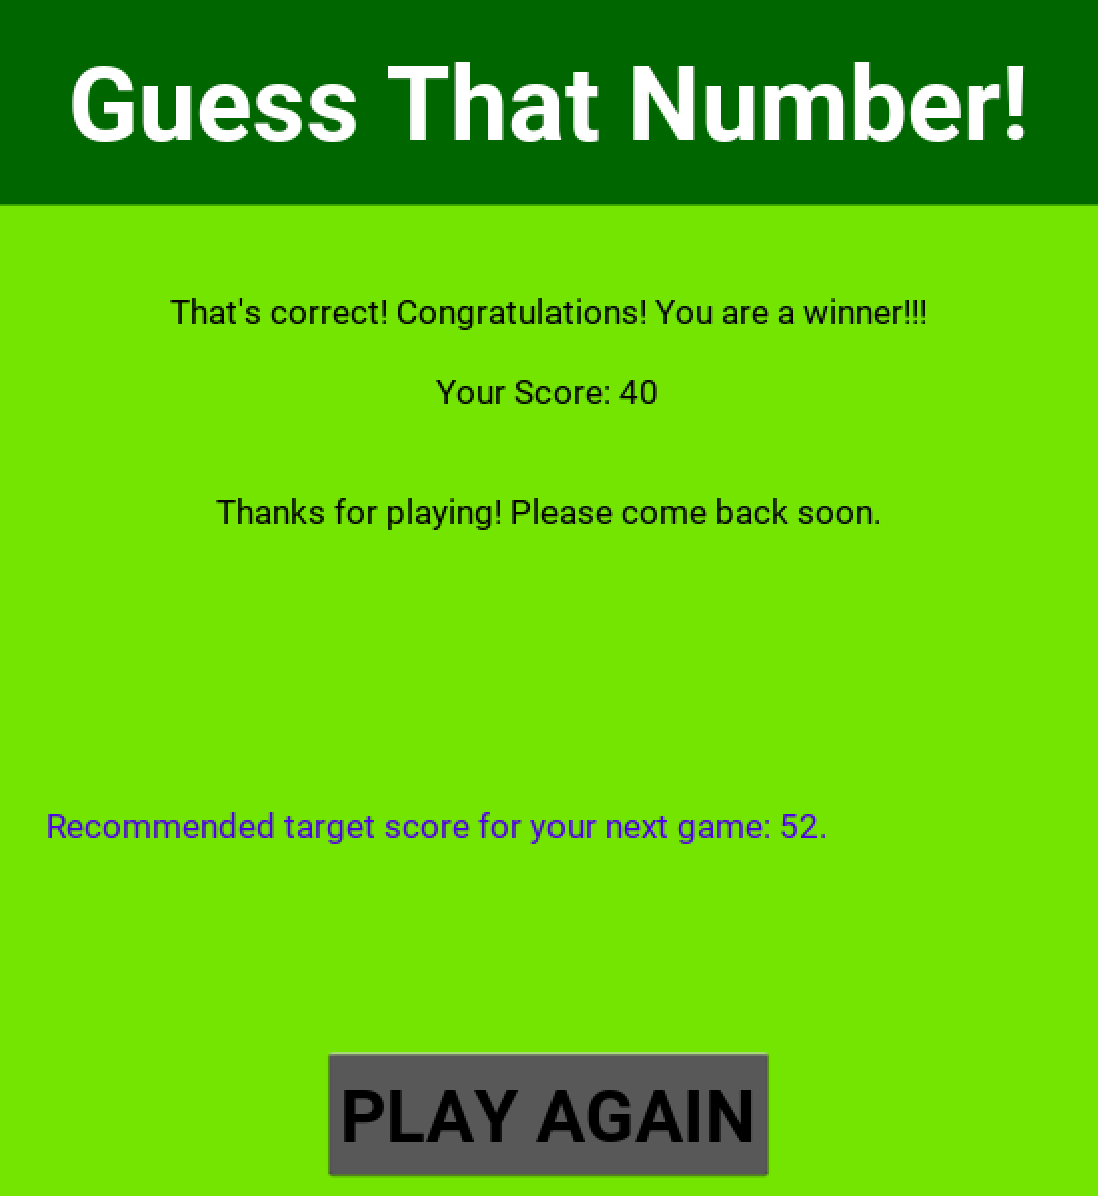 Guess That Number!
That's correct! Congratulations! You are a winner!!!
Your Score: 40
Thanks for playing! Please come back soon.
Recommended target score for your next game: 52.
PLAY AGAIN